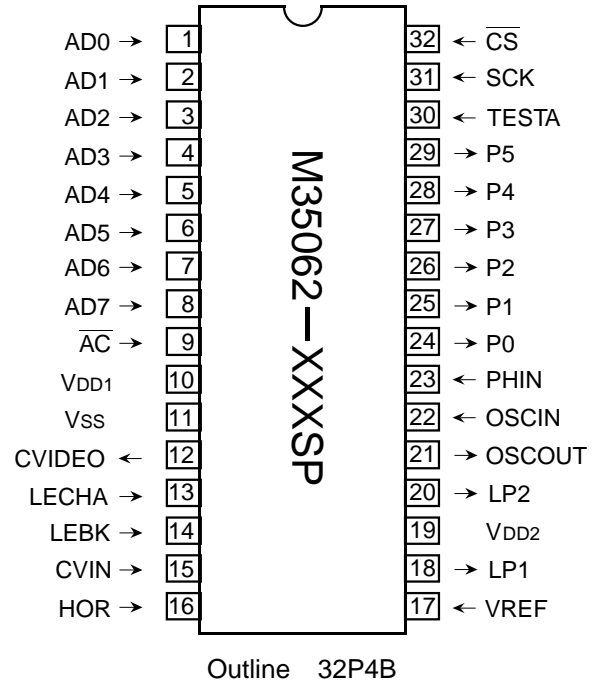 AD0 → 1
AD1 → 2
AD2 → 3
AD3 → 4
AD4 → 5
AD5 → 6
AD6 → 7
AD7 → 8
A̅C̅ → 9
VDD1 10
VSS 11
CVIDEO ← 12
LECHA → 13
LEBK → 14
CVIN → 15
HOR → 16
M35062-XXXSP
32 ← C̅S̅
31 ← SCK
30 ← TESTA
29 → P5
28 → P4
27 → P3
26 → P2
25 → P1
24 → P0
23 ← PHIN
22 ← OSCIN
21 → OSCOUT
20 → LP2
19 VDD2
18 → LP1
17 ← VREF
Outline 32P4B